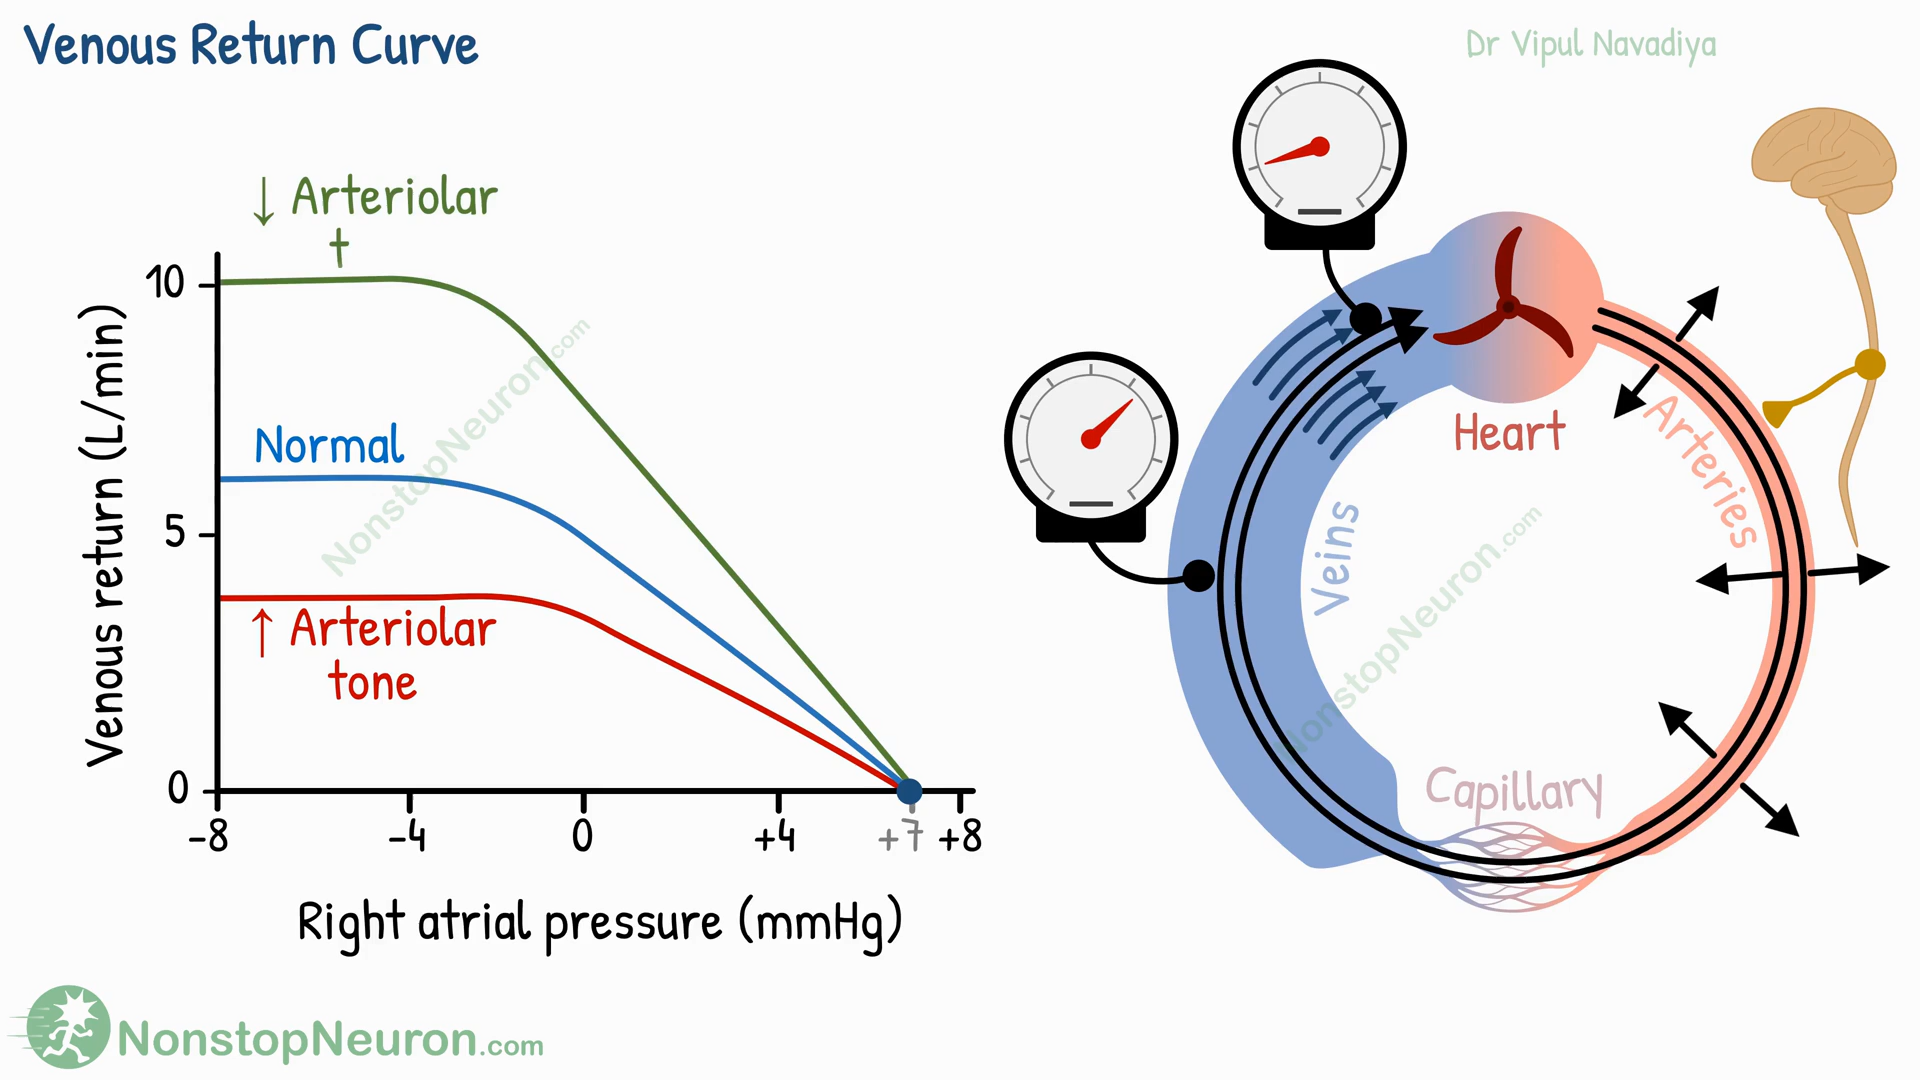 Venous Return Curve
Dr Vipul Navadiya
↓ Arteriolar
t
10
5
0
Venous return (L/min)
Normal
↑ Arteriolar
tone
-8
-4
0
+4
+7
+8
Right atrial pressure (mmHg)
NonstopNeuron.com
Heart
Arteries
Veins
Capillary
NonstopNeuron.com
NonstopNeuron.com